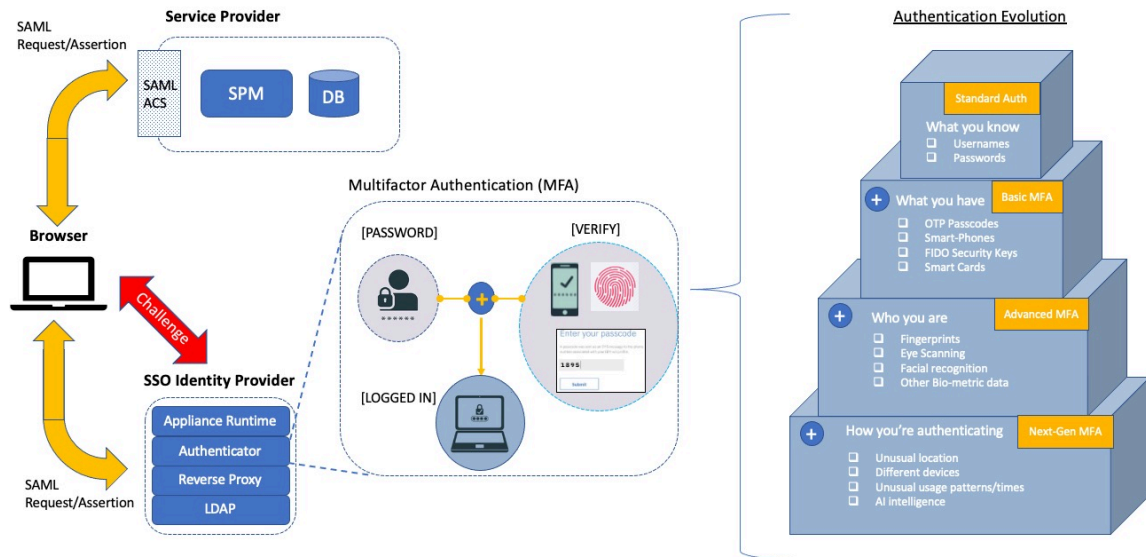 Service Provider
SAML
Request/Assertion
SAML
ACS
SPM
DB
Browser
Challenge
SSO Identity Provider
Appliance Runtime
Authenticator
Reverse Proxy
LDAP
SAML
Request/Assertion
Multifactor Authentication (MFA)
[PASSWORD]
[VERIFY]
Enter your passcode
1895
Submit
[LOGGED IN]
Authentication Evolution
Standard Auth
What you know
Usernames
Passwords
Basic MFA
+ What you have
OTP Passcodes
Smart-Phones
FIDO Security Keys
Smart Cards
Advanced MFA
+ Who you are
Fingerprints
Eye Scanning
Facial recognition
Other Bio-metric data
Next-Gen MFA
+ How you're authenticating
Unusual location
Different devices
Unusual usage patterns/times
AI intelligence